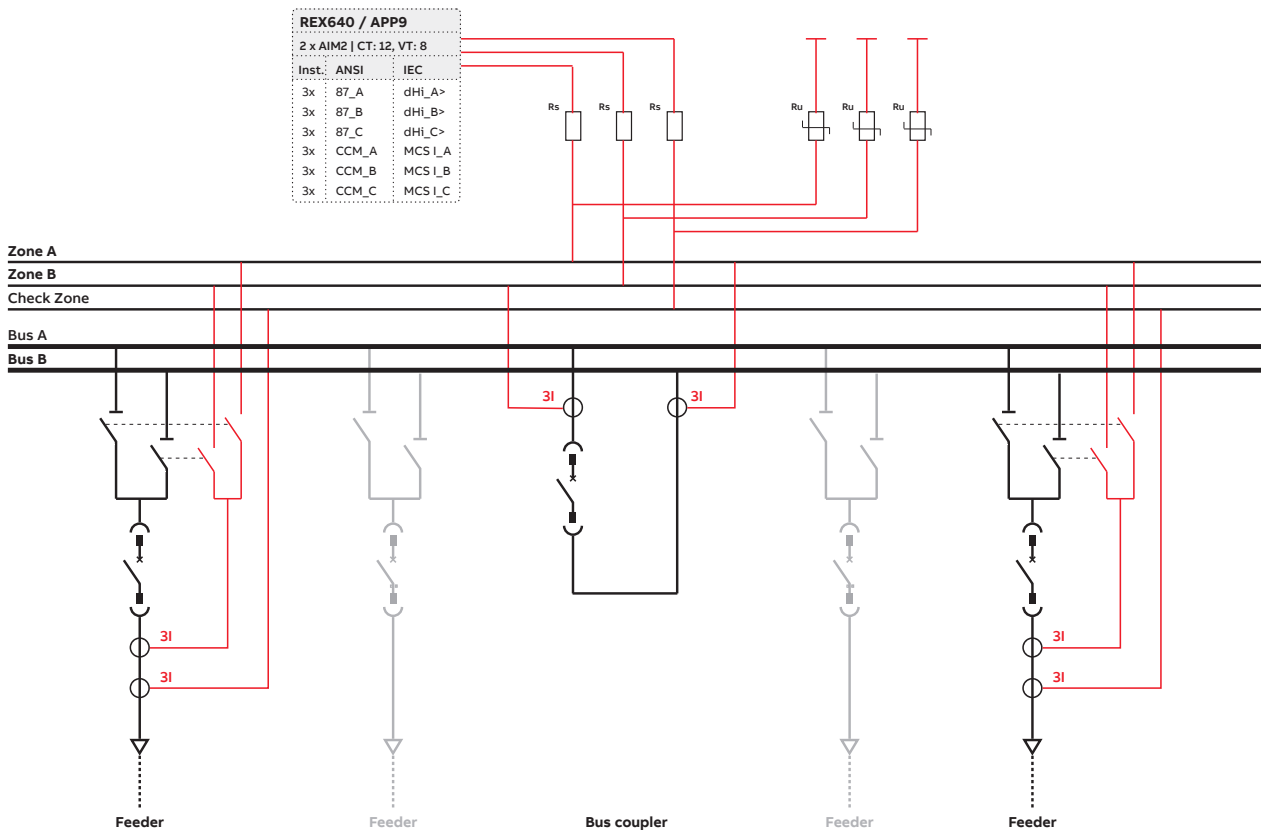 REX640 / APP9
2 x AIM2 | CT: 12, VT: 8
Inst. ANSI IEC
3x 87_A dHi_A>
3x 87_B dHi_B>
3x 87_C dHi_C>
3x CCM_A MCS I_A
3x CCM_B MCS I_B
3x CCM_C MCS I_C
Rs Rs Rs Ru Ru Ru
Zone A
Zone B
Check Zone
Bus A
Bus B
3I 3I
3I 3I
3I 3I
Feeder Feeder Bus coupler Feeder Feeder